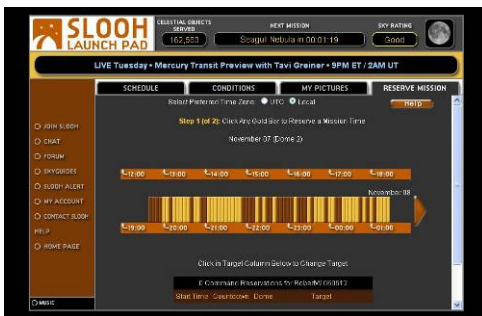 SLOOH
LAUNCH PAD
CELESTIAL OBJECTS
SERVED
162,583
NEXT MISSION
Seagull Nebula in 00:01:19
SKY RATING
Good
LIVE Tuesday • Mercury Transit Preview with Tavi Greiner • 9PM ET / 2AM UT
SCHEDULE
CONDITIONS
MY PICTURES
RESERVE MISSION
Select Preferred Time Zone: UTC Local
Help
Step 1 (of 2): Click Any Gold Bar to Reserve a Mission Time
November 07 (Dome 2)
JOIN SLOOH
CHAT
FORUM
SKYGUIDES
SLOOH ALERT
MY ACCOUNT
CONTACT SLOOH
HELP
HOME PAGE
12:00 13:00 14:00 15:00 16:00 17:00 18:00
November 08
19:00 20:00 21:00 22:00 23:00 00:00 01:00
Click in Target Column Below to Change Target
Command Reservations for
Start Time Countdown Dome Target
MUSIC